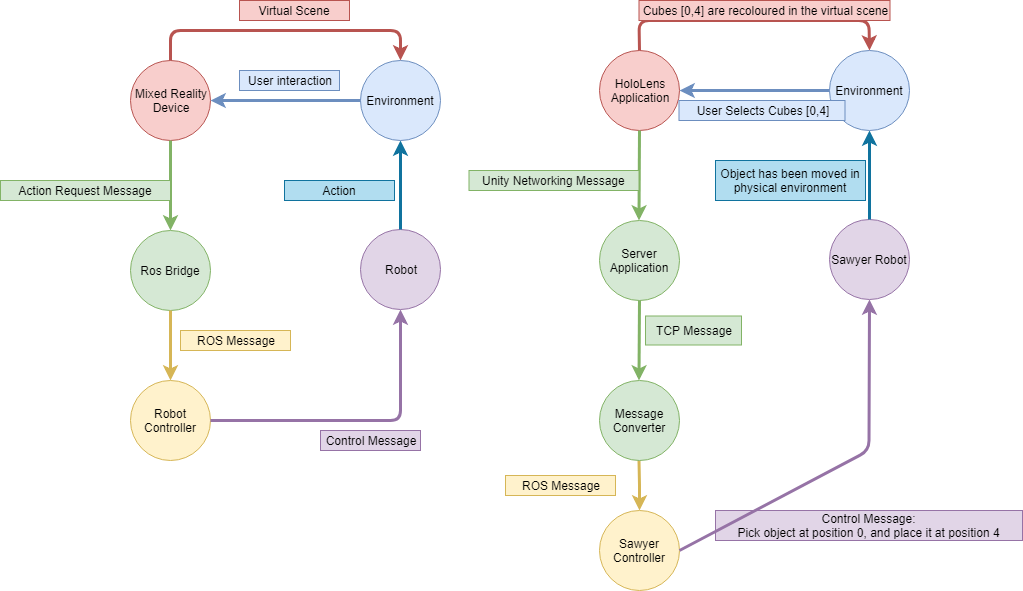 Virtual Scene
User interaction
Mixed Reality
Device
Environment
Action Request Message
Action
Ros Bridge
Robot
ROS Message
Robot
Controller
Control Message
Cubes [0,4] are recoloured in the virtual scene
HoloLens
Application
Environment
User Selects Cubes [0,4]
Unity Networking Message
Object has been moved in
physical environment
Server
Application
Sawyer Robot
TCP Message
Message
Converter
ROS Message
Control Message:
Pick object at position 0, and place it at position 4
Sawyer
Controller